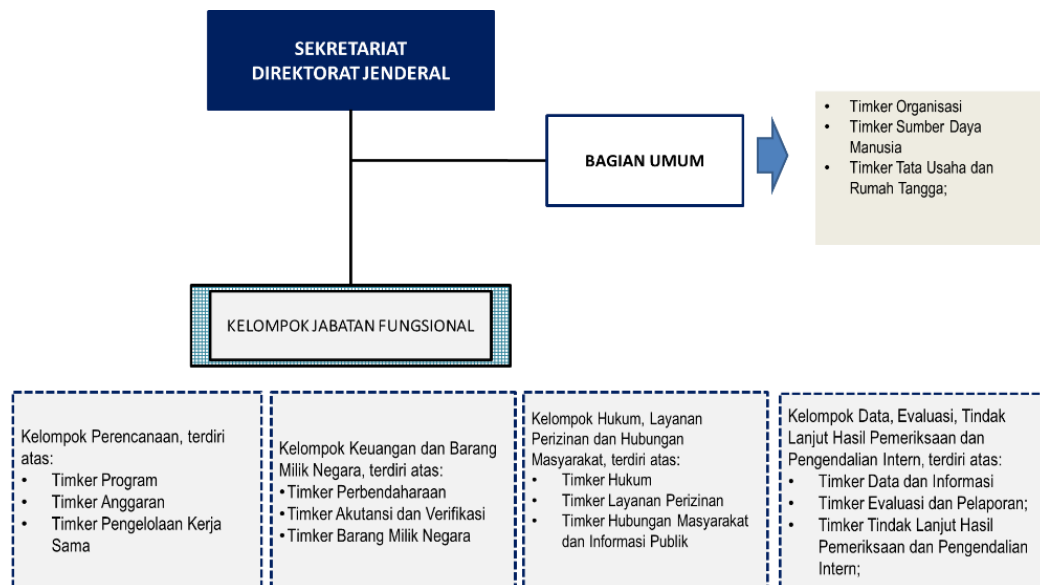 SEKRETARIAT
DIREKTORAT JENDERAL
BAGIAN UMUM
• Timker Organisasi
• Timker Sumber Daya
Manusia
• Timker Tata Usaha dan
Rumah Tangga;
KELOMPOK JABATAN FUNGSIONAL
Kelompok Perencanaan, terdiri
atas:
• Timker Program
• Timker Anggaran
• Timker Pengelolaan Kerja
Sama
Kelompok Keuangan dan Barang
Milik Negara, terdiri atas:
•Timker Perbendaharaan
•Timker Akutansi dan Verifikasi
•Timker Barang Milik Negara
Kelompok Hukum, Layanan
Perizinan dan Hubungan
Masyarakat, terdiri atas:
• Timker Hukum
• Timker Layanan Perizinan
• Timker Hubungan Masyarakat
dan Informasi Publik
Kelompok Data, Evaluasi, Tindak
Lanjut Hasil Pemeriksaan dan
Pengendalian Intern, terdiri atas:
• Timker Data dan Informasi
• Timker Evaluasi dan Pelaporan;
• Timker Tindak Lanjut Hasil
Pemeriksaan dan Pengendalian
Intern;